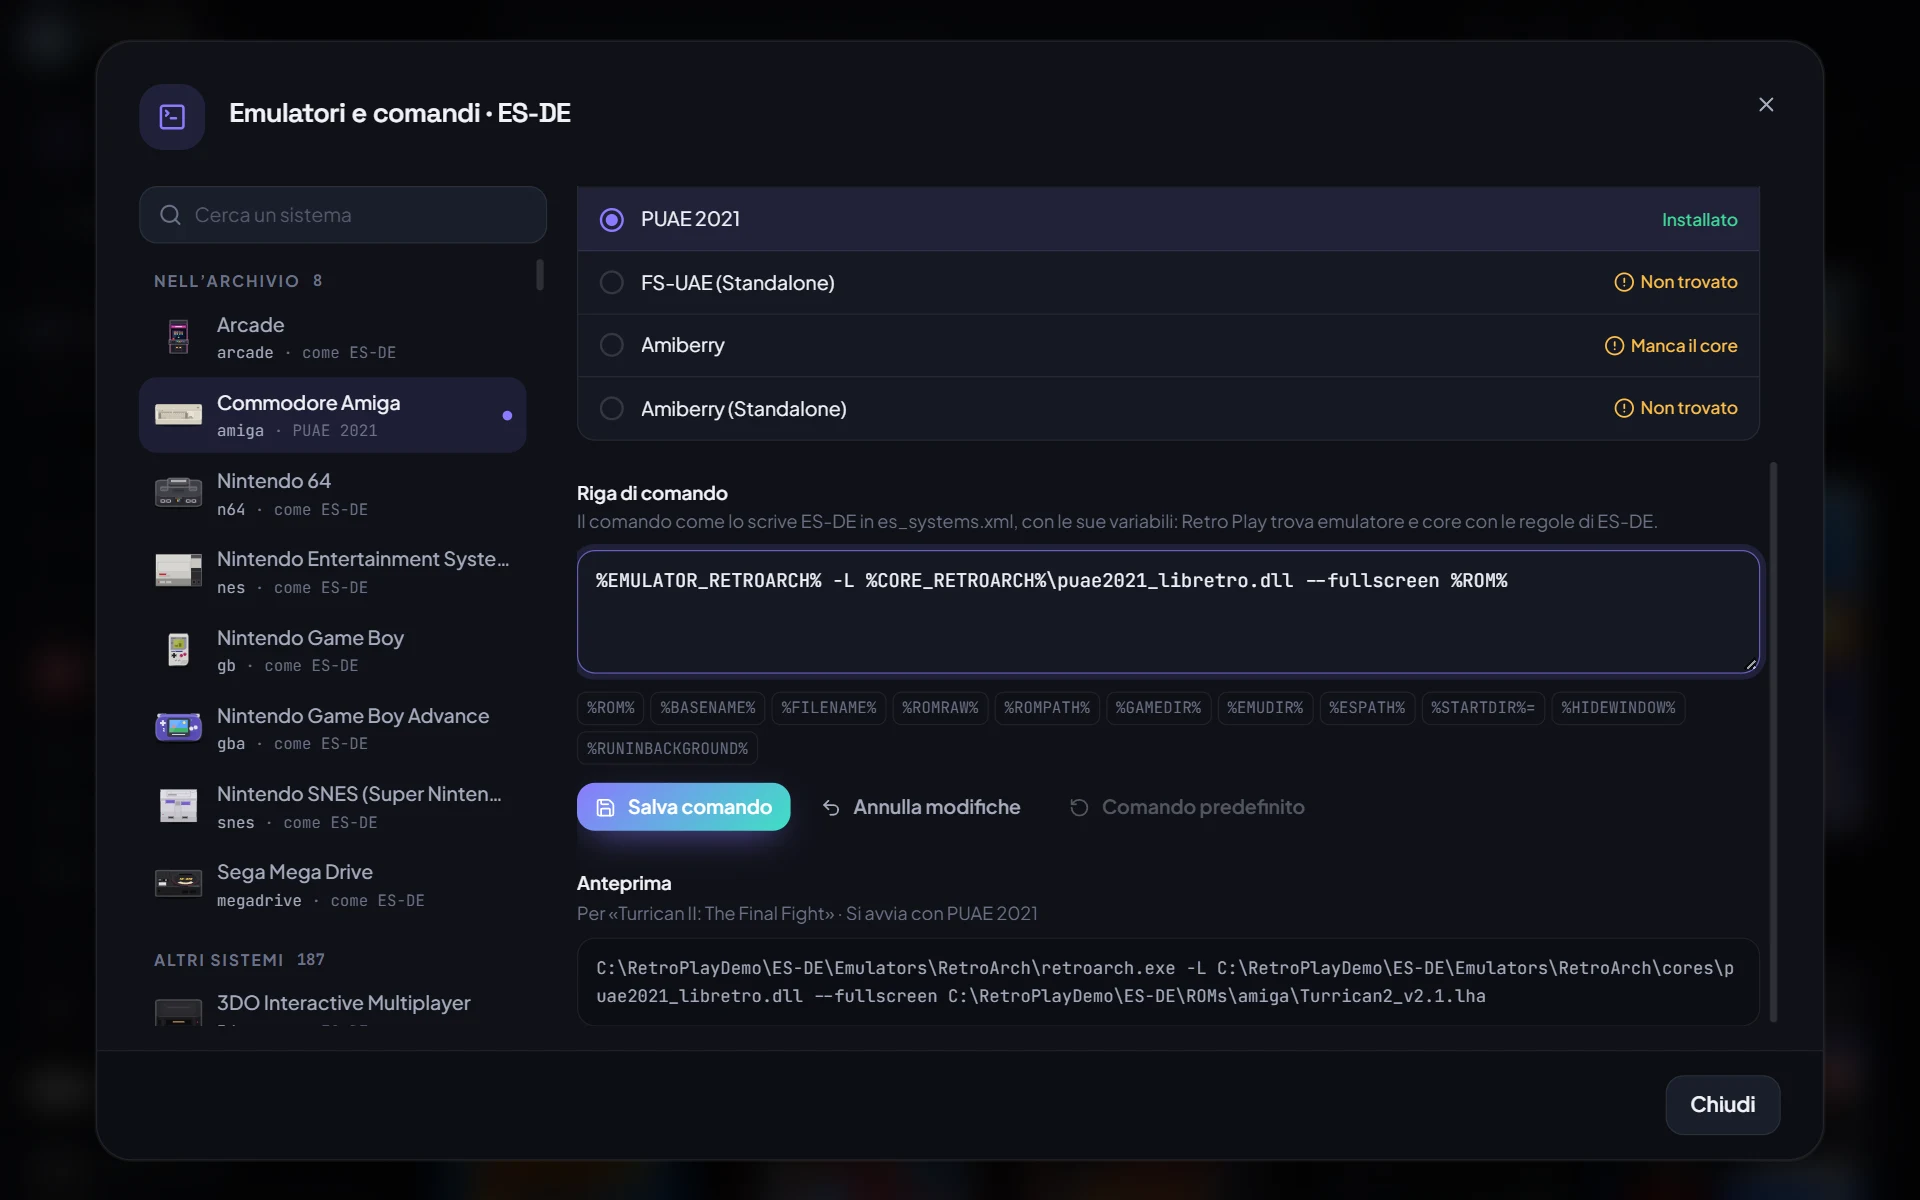 Emulatori e comandi · ES-DE
Cerca un sistema
NELL'ARCHIVIO 8
Arcade
arcade · come ES-DE
Commodore Amiga
amiga · PUAE 2021
Nintendo 64
n64 · come ES-DE
Nintendo Entertainment Syste...
nes · come ES-DE
Nintendo Game Boy
gb · come ES-DE
Nintendo Game Boy Advance
gba · come ES-DE
Nintendo SNES (Super Ninten...
snes · come ES-DE
Sega Mega Drive
megadrive · come ES-DE
ALTRI SISTEMI 187
3DO Interactive Multiplayer
PUAE 2021 Installato
FS-UAE (Standalone) Non trovato
Amiberry Manca il core
Amiberry (Standalone) Non trovato
Riga di comando
Il comando come lo scrive ES-DE in es_systems.xml, con le sue variabili: Retro Play trova emulatore e core con le regole di ES-DE.
%EMULATOR_RETROARCH% -L %CORE_RETROARCH%\puae2021_libretro.dll --fullscreen %ROM%
%ROM% %BASENAME% %FILENAME% %ROMRAW% %ROMPATH% %GAMEDIR% %EMUDIR% %ESPATH% %STARTDIR%= %HIDEWINDOW%
%RUNINBACKGROUND%
Salva comando Annulla modifiche Comando predefinito
Anteprima
Per «Turrican II: The Final Fight» · Si avvia con PUAE 2021
C:\RetroPlayDemo\ES-DE\Emulators\RetroArch\retroarch.exe -L C:\RetroPlayDemo\ES-DE\Emulators\RetroArch\cores\p
uae2021_libretro.dll --fullscreen C:\RetroPlayDemo\ES-DE\ROMs\amiga\Turrican2_v2.1.lha
Chiudi